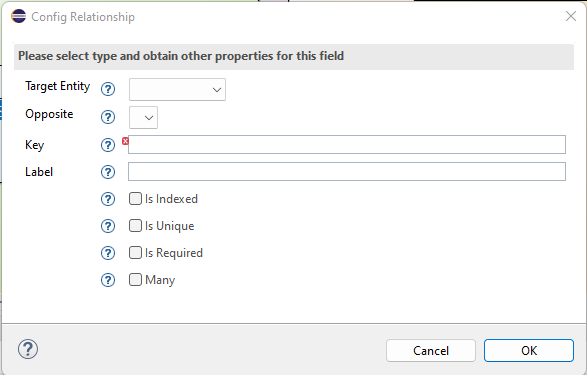 Config Relationship
Please select type and obtain other properties for this field
Target Entity
Opposite
Key
Label
Is Indexed
Is Unique
Is Required
Many
Cancel OK